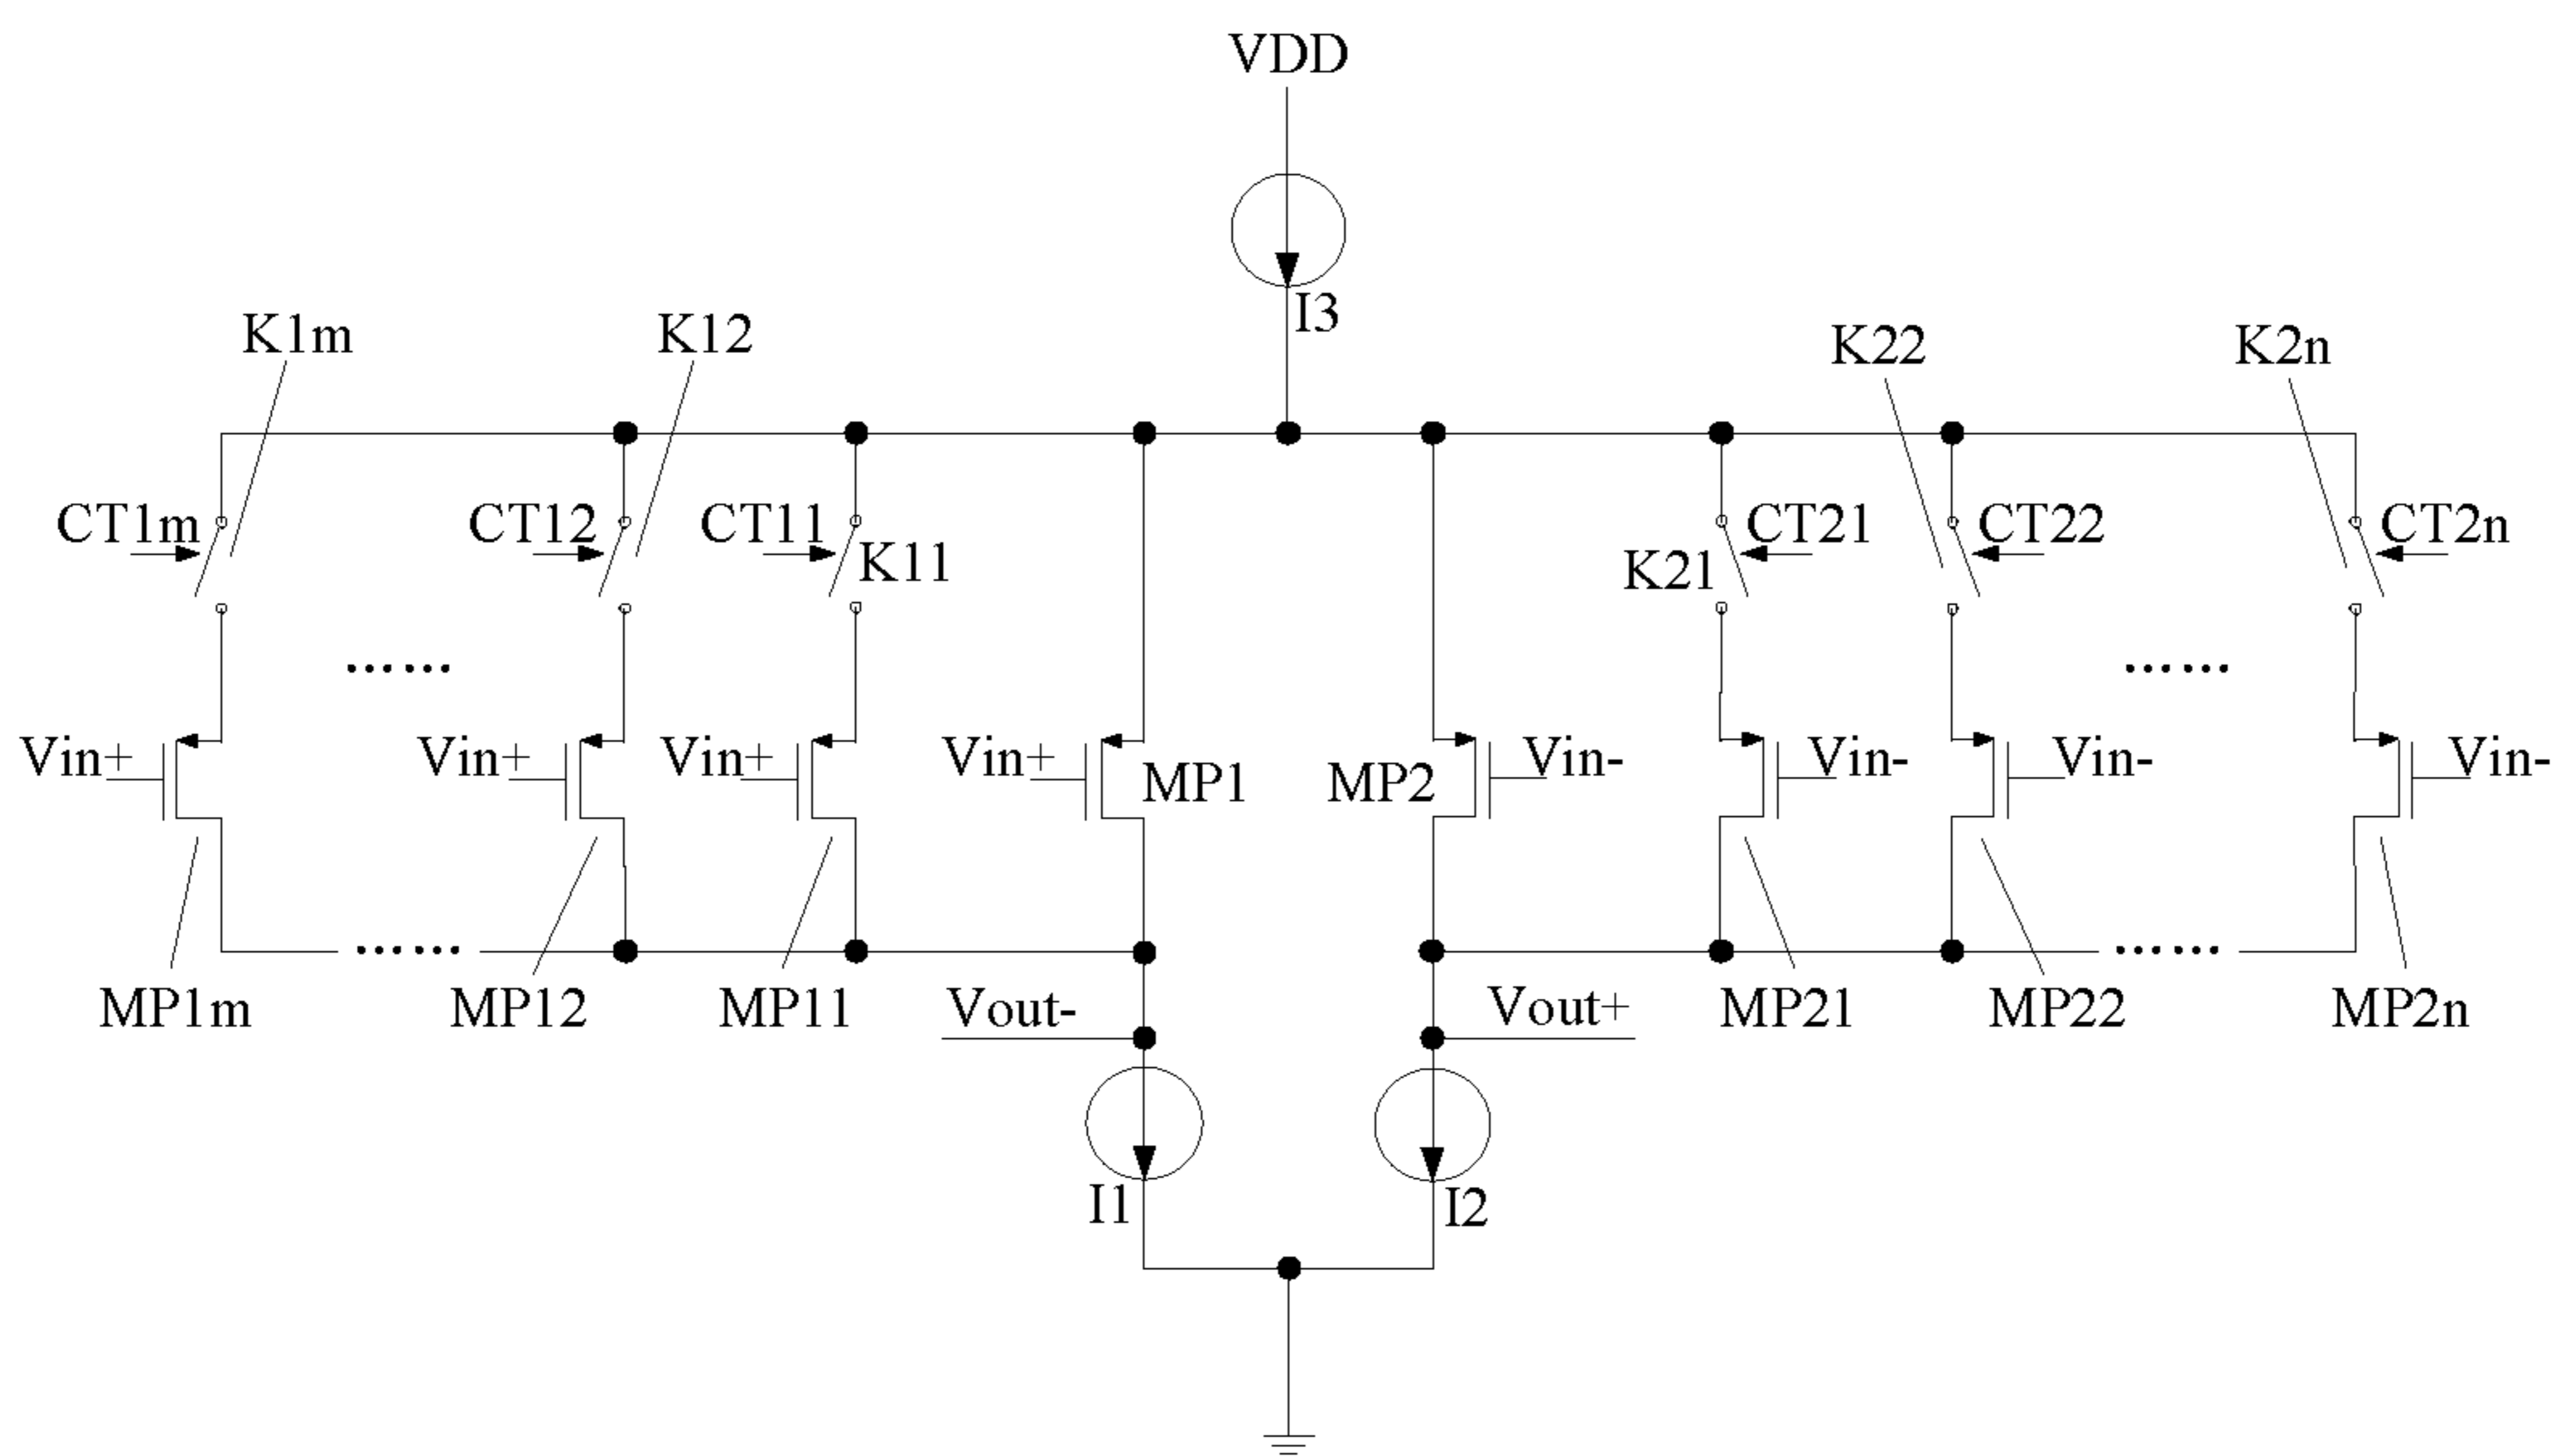 VDD
I3
K1m
K12
K22
K2n
CT1m
CT12
CT11
K11
K21
CT21
CT22
CT2n
……
……
Vin+
Vin+
Vin+
Vin+
MP1
MP2
Vin-
Vin-
Vin-
Vin-
……
……
MP1m
MP12
MP11
Vout-
Vout+
MP21
MP22
MP2n
I1
I2